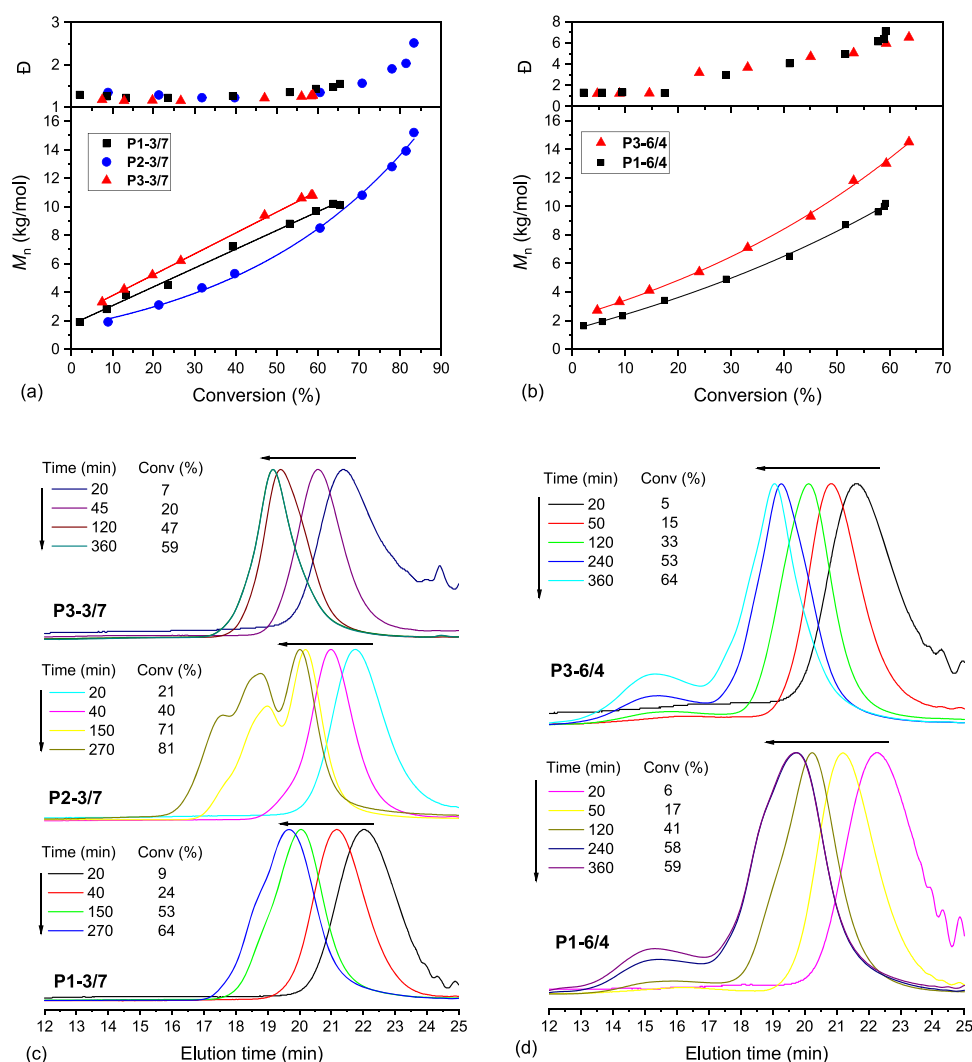 3
2
1
Đ
16
14
12
10
8
6
4
2
0
Mn (kg/mol)
P1-3/7
P2-3/7
P3-3/7
0 10 20 30 40 50 60 70 80 90
(a) Conversion (%)
8
6
4
2
0
Đ
16
14
12
10
8
6
4
2
0
Mn (kg/mol)
P3-6/4
P1-6/4
0 10 20 30 40 50 60 70
(b) Conversion (%)
Time (min) Conv (%)
20 7
45 20
120 47
360 59
P3-3/7
Time (min) Conv (%)
20 21
40 40
150 71
270 81
P2-3/7
Time (min) Conv (%)
20 9
40 24
150 53
270 64
P1-3/7
12 13 14 15 16 17 18 19 20 21 22 23 24 25
(c) Elution time (min)
Time (min) Conv (%)
20 5
50 15
120 33
240 53
360 64
P3-6/4
Time (min) Conv (%)
20 6
50 17
120 41
240 58
360 59
P1-6/4
12 13 14 15 16 17 18 19 20 21 22 23 24 25
(d) Elution time (min)